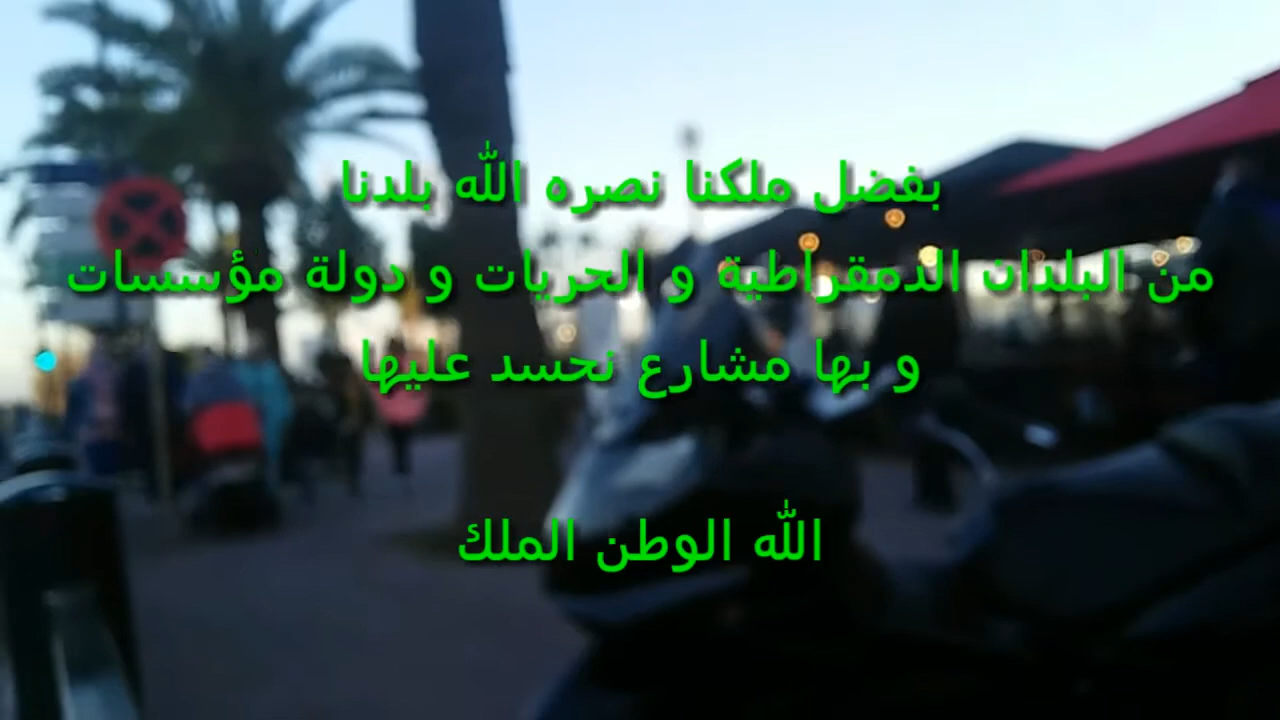 بفضل ملكنا نصره الله بلدنا
من البلدان الدمقراطية و الحريات و دولة مؤسسات
و بها مشارع نحسد عليها
الله الوطن الملك